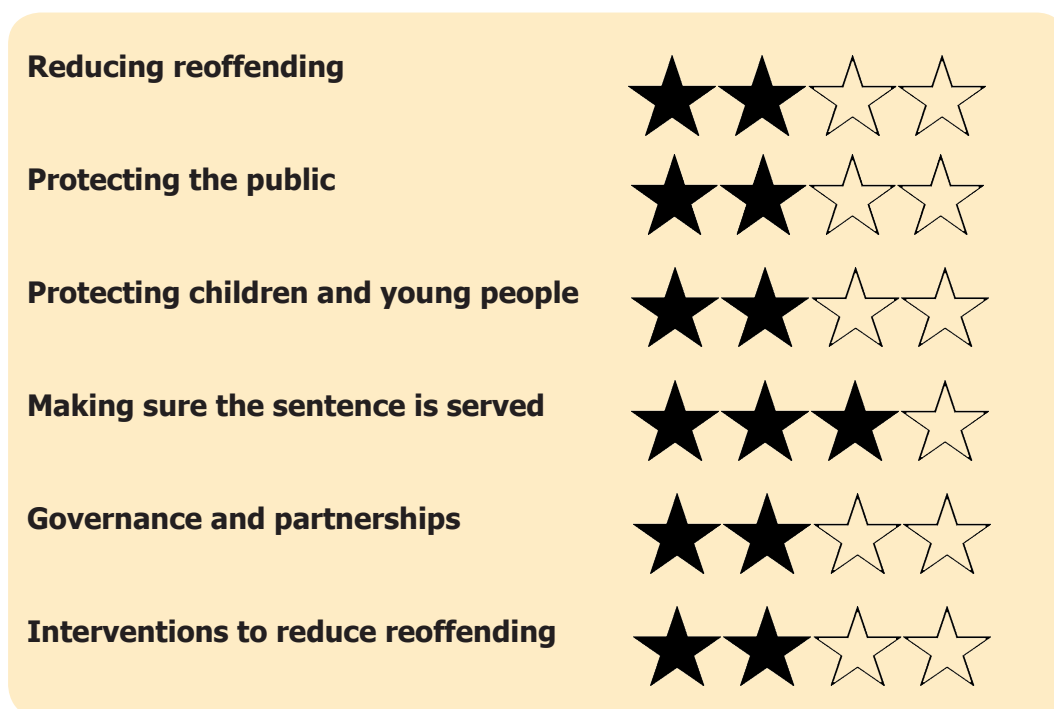 Reducing reoffending
Protecting the public
Protecting children and young people
Making sure the sentence is served
Governance and partnerships
Interventions to reduce reoffending